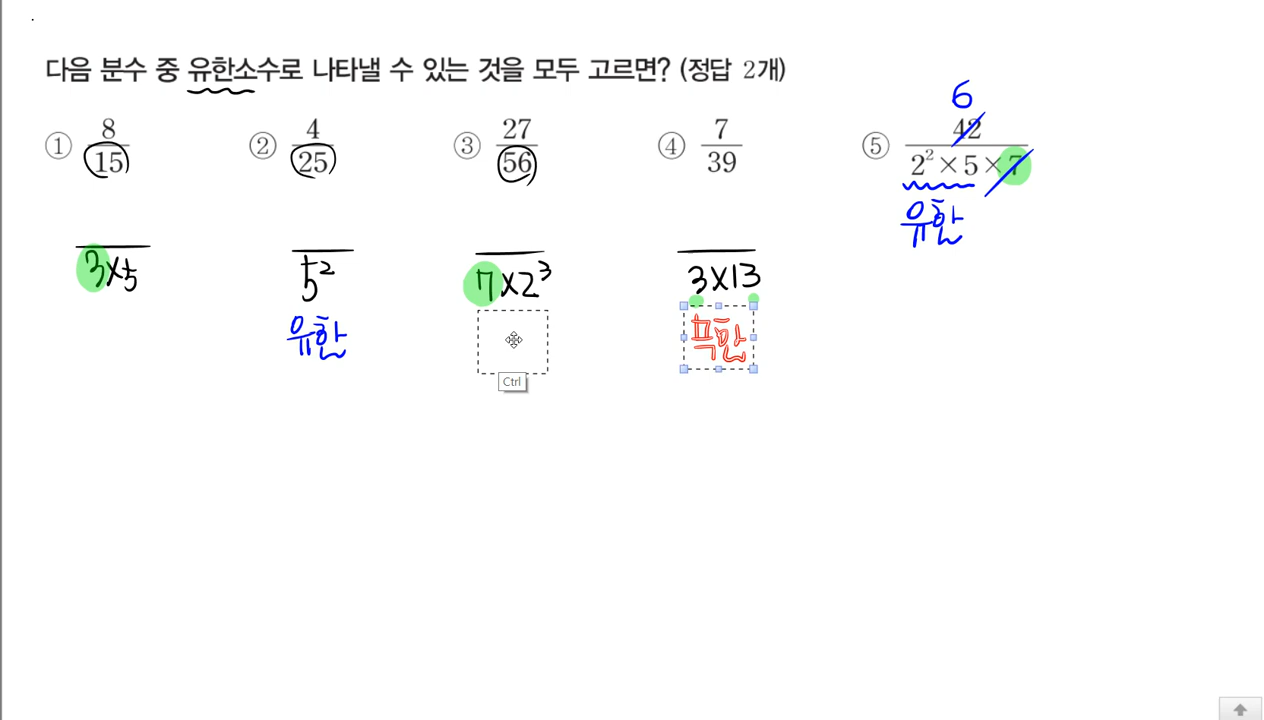 다음 분수 중 유한소수로 나타낼 수 있는 것을 모두 고르면? (정답 2개)
6
① 8/15 ② 4/25 ③ 27/56 ④ 7/39 ⑤ 42/2²×5×7
유한
3×5 5² 7×2³ 3×13
유한 무한
Ctrl